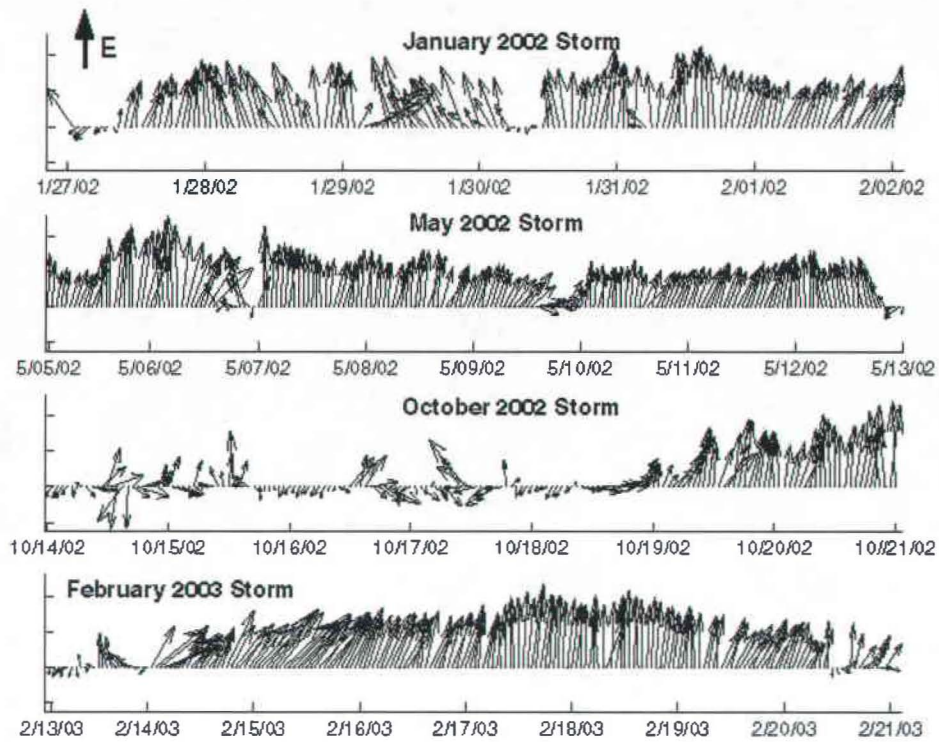 E
January 2002 Storm
1/27/02 1/28/02 1/29/02 1/30/02 1/31/02 2/01/02 2/02/02
May 2002 Storm
5/05/02 5/06/02 5/07/02 5/08/02 5/09/02 5/10/02 5/11/02 5/12/02 5/13/02
October 2002 Storm
10/14/02 10/15/02 10/16/02 10/17/02 10/18/02 10/19/02 10/20/02 10/21/02
February 2003 Storm
2/13/03 2/14/03 2/15/03 2/16/03 2/17/03 2/18/03 2/19/03 2/20/03 2/21/03